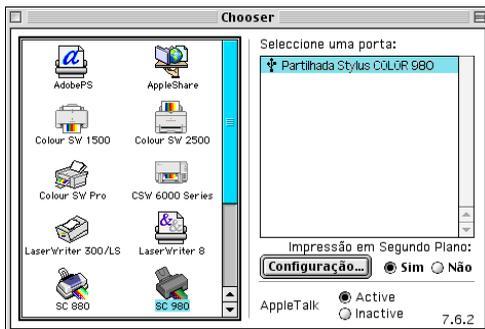 Chooser
AdobePS
AppleShare
Colour SW 1500
Colour SW 2500
Colour SW Pro
CSW 6000 Series
LaserWriter 300/LS
LaserWriter 8
SC 880
SC 980
Seleccione uma porta:
Partilhada Stylus COLOR 980
Impressão em Segundo Plano:
Configuração...
Sim
Não
AppleTalk
Active
Inactive
7.6.2